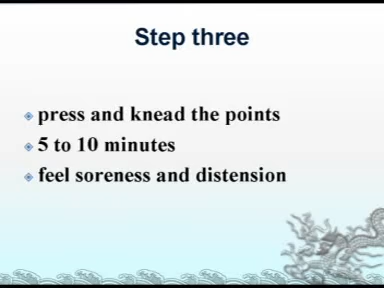 Step three
press and knead the points
5 to 10 minutes
feel soreness and distension